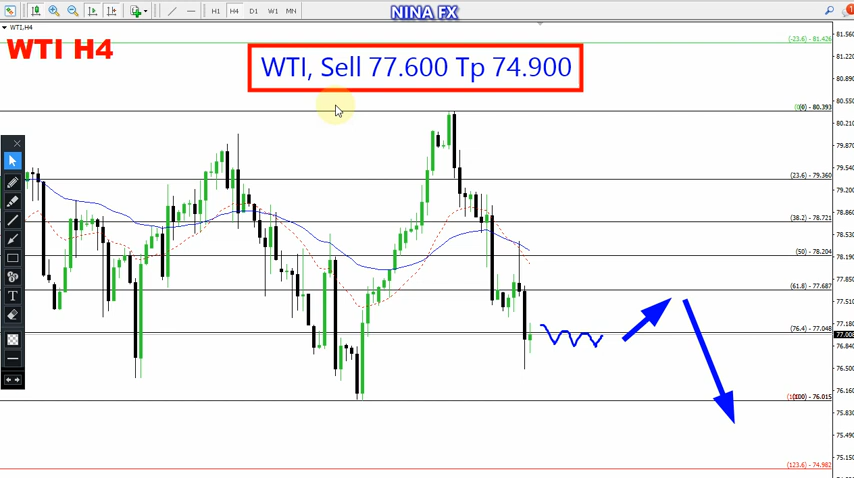 NINA FX
H1 H4 D1 W1 MN
WTI,H4
WTI H4
WTI, Sell 77.600 Tp 74.900
(-23.6) - 81.426
(0) - 80.393
(23.6) - 79.360
(38.2) - 78.721
(50) - 78.204
(61.8) - 77.687
(76.4) - 77.048
(100) - 76.015
(123.6) - 74.982
81.560
81.220
80.890
80.550
80.210
79.870
79.540
79.200
78.860
78.530
78.190
77.850
77.510
77.180
77.008
76.840
76.500
76.160
75.830
75.490
75.150
T